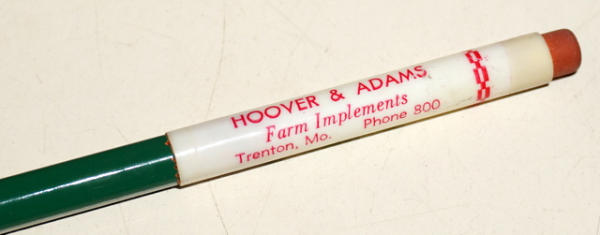 HOOVER & ADAMS
Farm Implements
Trenton, Mo. Phone 800